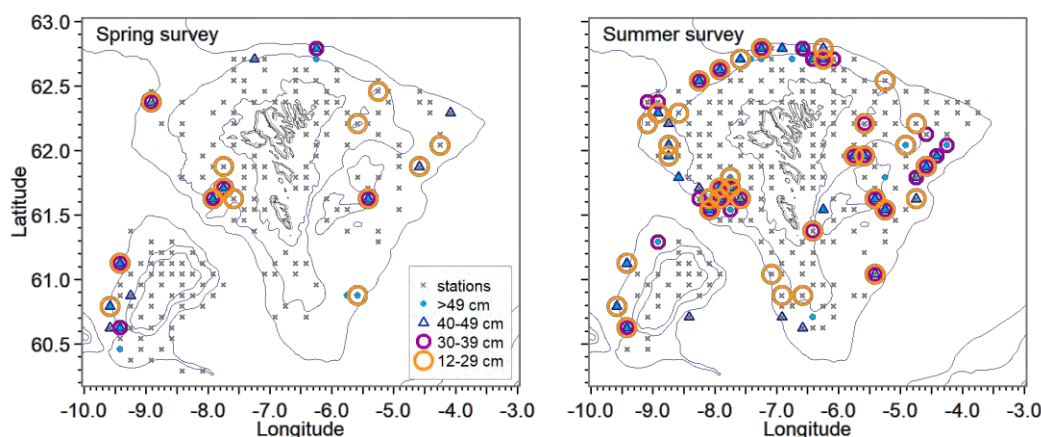 63.0
62.5
62.0
61.5
61.0
60.5
Latitude
Spring survey
stations
>49 cm
40-49 cm
30-39 cm
12-29 cm
-10.0 -9.0 -8.0 -7.0 -6.0 -5.0 -4.0 -3.0
Longitude
Summer survey
-10.0 -9.0 -8.0 -7.0 -6.0 -5.0 -4.0 -3.0
Longitude